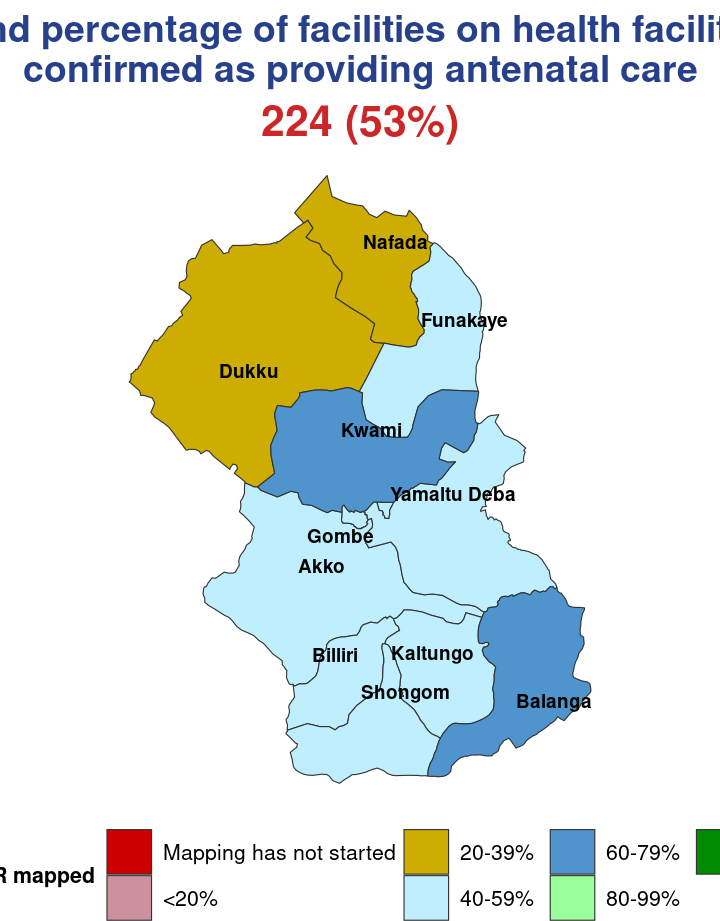 percentage of facilities on health
confirmed as providing antenatal care
224 (53%)
Nafada
Funakaye
Dukku
Kwami
Yamaltu Deba
Gombe
Akko
Billiri
Kaltungo
Shongom
Balanga
Mapping has not started
20-39%
60-79%
mapped
<20%
40-59%
80-99%